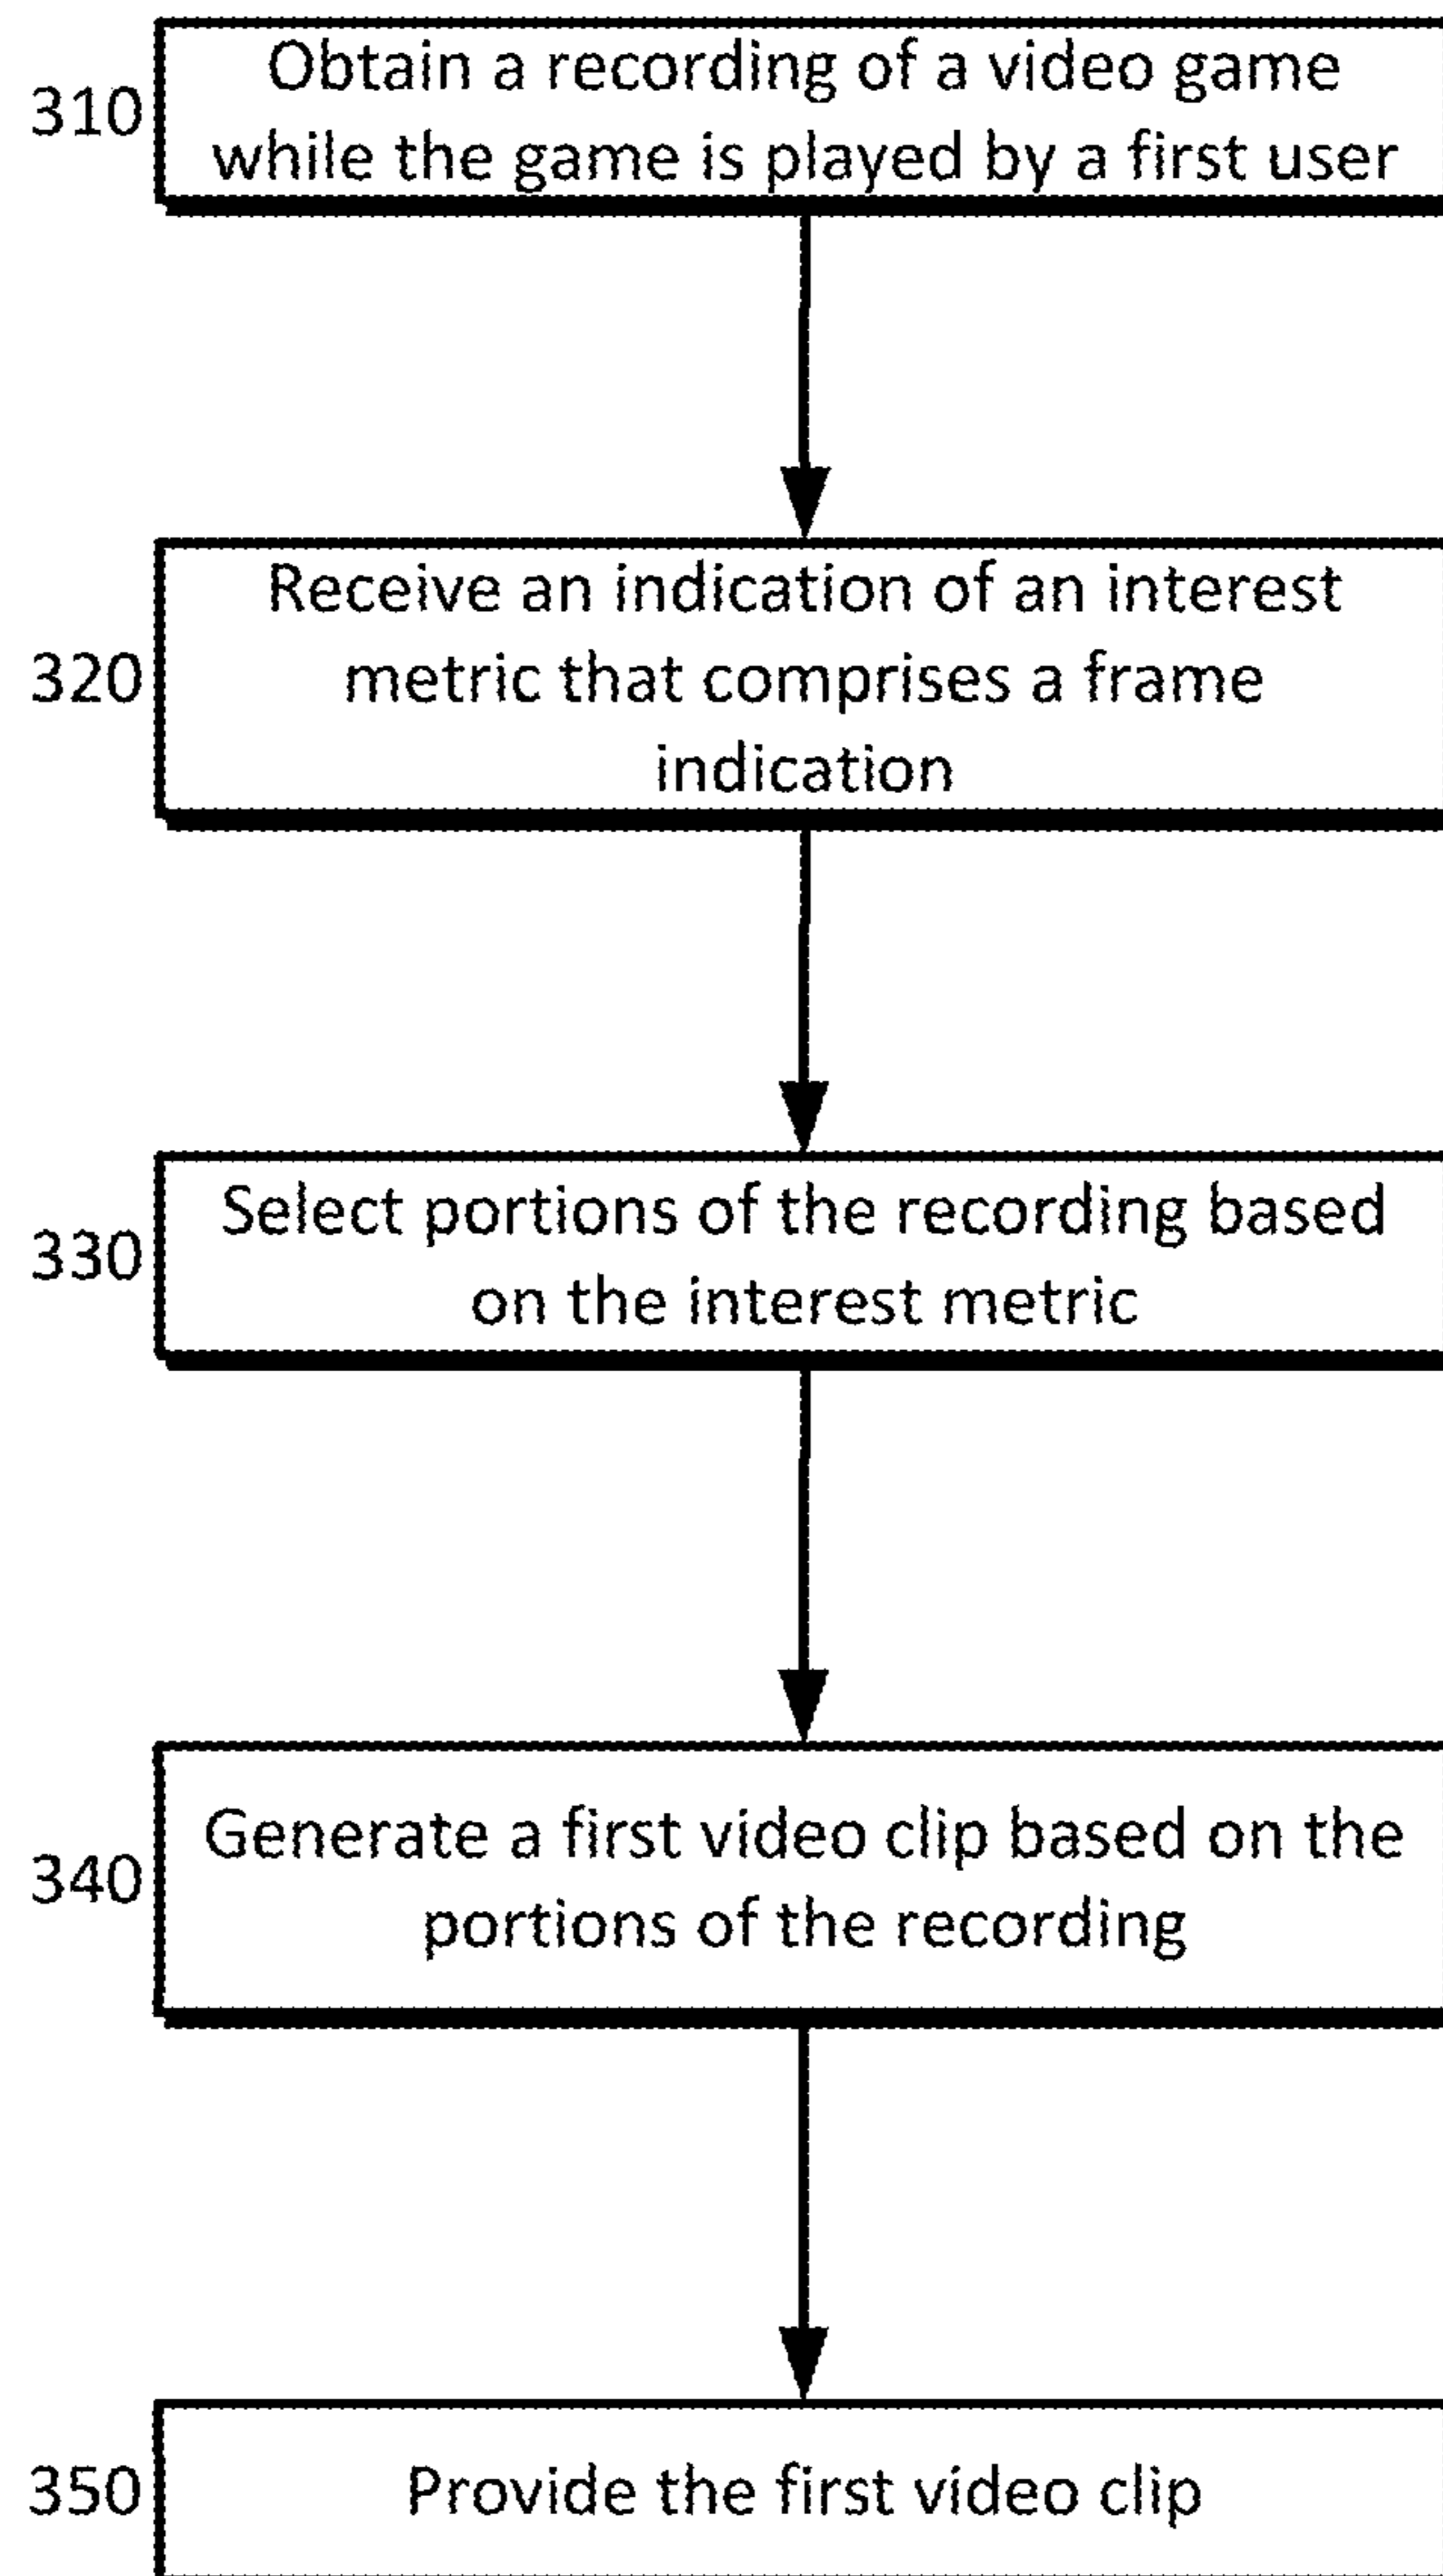 310
Obtain a recording of a video game
while the game is played by a first user
320
Receive an indication of an interest
metric that comprises a frame
indication
330
Select portions of the recording based
on the interest metric
340
Generate a first video clip based on the
portions of the recording
350
Provide the first video clip